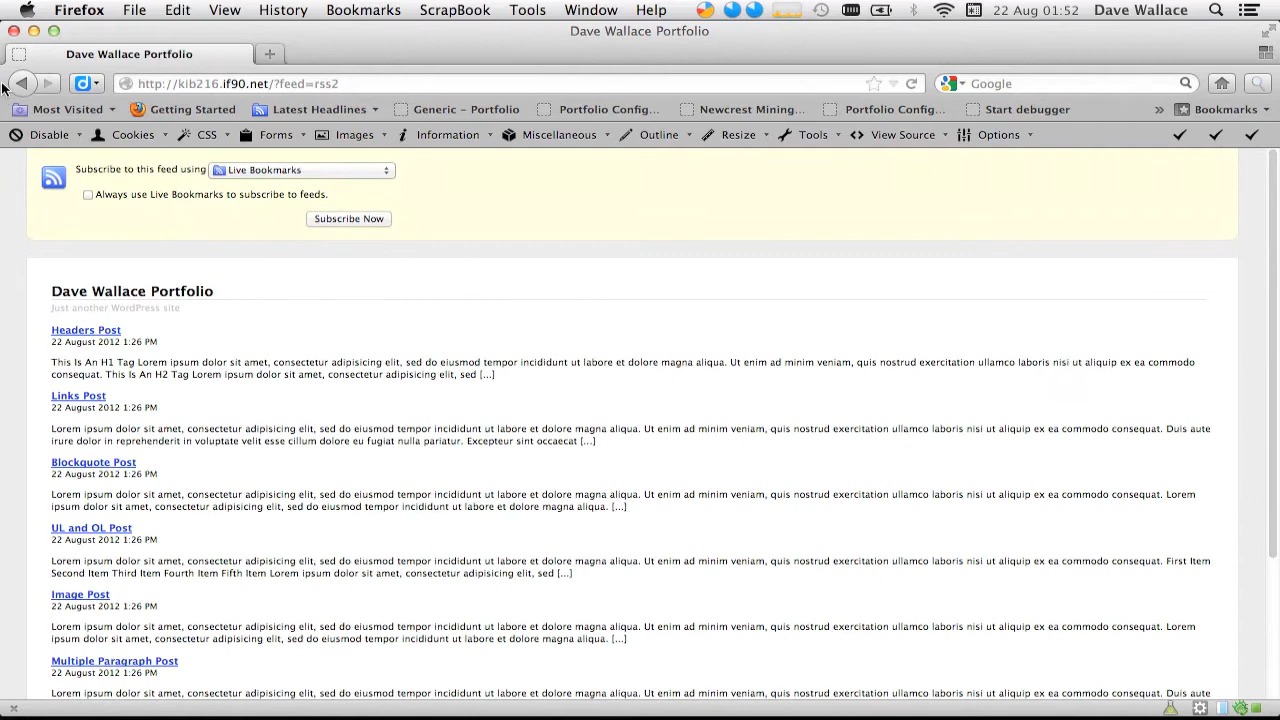 Firefox File Edit View History Bookmarks ScrapBook Tools Window Help 22 Aug 01:52 Dave Wallace
Dave Wallace Portfolio
Dave Wallace Portfolio
http://kib216.if90.net/?feed=rss2 Google
Most Visited Getting Started Latest Headlines Generic - Portfolio Portfolio Config... Newcrest Mining... Portfolio Config... Start debugger » Bookmarks
Disable Cookies CSS Forms Images Information Miscellaneous Outline Resize Tools View Source Options
Subscribe to this feed using Live Bookmarks
Always use Live Bookmarks to subscribe to feeds.
Subscribe Now
Dave Wallace Portfolio
Just another WordPress site
Headers Post
22 August 2012 1:26 PM
This Is An H1 Tag Lorem ipsum dolor sit amet, consectetur adipisicing elit, sed do eiusmod tempor incididunt ut labore et dolore magna aliqua. Ut enim ad minim veniam, quis nostrud exercitation ullamco laboris nisi ut aliquip ex ea commodo
consequat. This Is An H2 Tag Lorem ipsum dolor sit amet, consectetur adipisicing elit, sed [...]
Links Post
22 August 2012 1:26 PM
Lorem ipsum dolor sit amet, consectetur adipisicing elit, sed do eiusmod tempor incididunt ut labore et dolore magna aliqua. Ut enim ad minim veniam, quis nostrud exercitation ullamco laboris nisi ut aliquip ex ea commodo consequat. Duis aute
irure dolor in reprehenderit in voluptate velit esse cillum dolore eu fugiat nulla pariatur. Excepteur sint occaecat [...]
Blockquote Post
22 August 2012 1:26 PM
Lorem ipsum dolor sit amet, consectetur adipisicing elit, sed do eiusmod tempor incididunt ut labore et dolore magna aliqua. Ut enim ad minim veniam, quis nostrud exercitation ullamco laboris nisi ut aliquip ex ea commodo consequat. Lorem
ipsum dolor sit amet, consectetur adipisicing elit, sed do eiusmod tempor incididunt ut labore et dolore magna aliqua. [...]
UL and OL Post
22 August 2012 1:26 PM
Lorem ipsum dolor sit amet, consectetur adipisicing elit, sed do eiusmod tempor incididunt ut labore et dolore magna aliqua. Ut enim ad minim veniam, quis nostrud exercitation ullamco laboris nisi ut aliquip ex ea commodo consequat. First Item
Second Item Third Item Fourth Item Fifth Item Lorem ipsum dolor sit amet, consectetur adipisicing elit, sed [...]
Image Post
22 August 2012 1:26 PM
Lorem ipsum dolor sit amet, consectetur adipisicing elit, sed do eiusmod tempor incididunt ut labore et dolore magna aliqua. Ut enim ad minim veniam, quis nostrud exercitation ullamco laboris nisi ut aliquip ex ea commodo consequat. Lorem
ipsum dolor sit amet, consectetur adipisicing elit, sed do eiusmod tempor incididunt ut labore et dolore magna aliqua. [...]
Multiple Paragraph Post
22 August 2012 1:26 PM
Lorem ipsum dolor sit amet, consectetur adipisicing elit, sed do eiusmod tempor incididunt ut labore et dolore magna aliqua. Ut enim ad minim veniam, quis nostrud exercitation ullamco laboris nisi ut aliquip ex ea commodo consequat. Duis aute